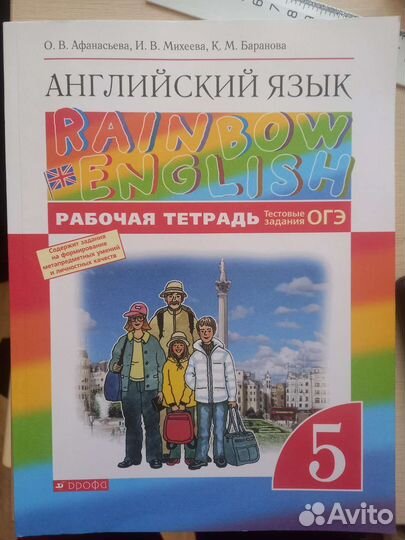 О. В. Афанасьева, И. В. Михеева, К. М. Баранова
АНГЛИЙСКИЙ ЯЗЫК
RAINBOW
ENGLISH
РАБОЧАЯ ТЕТРАДЬ
Тестовые
задания ОГЭ
Содержит задания
на формирование
метапредметных умений
и личностных качеств
5
ДРОФА
Avito